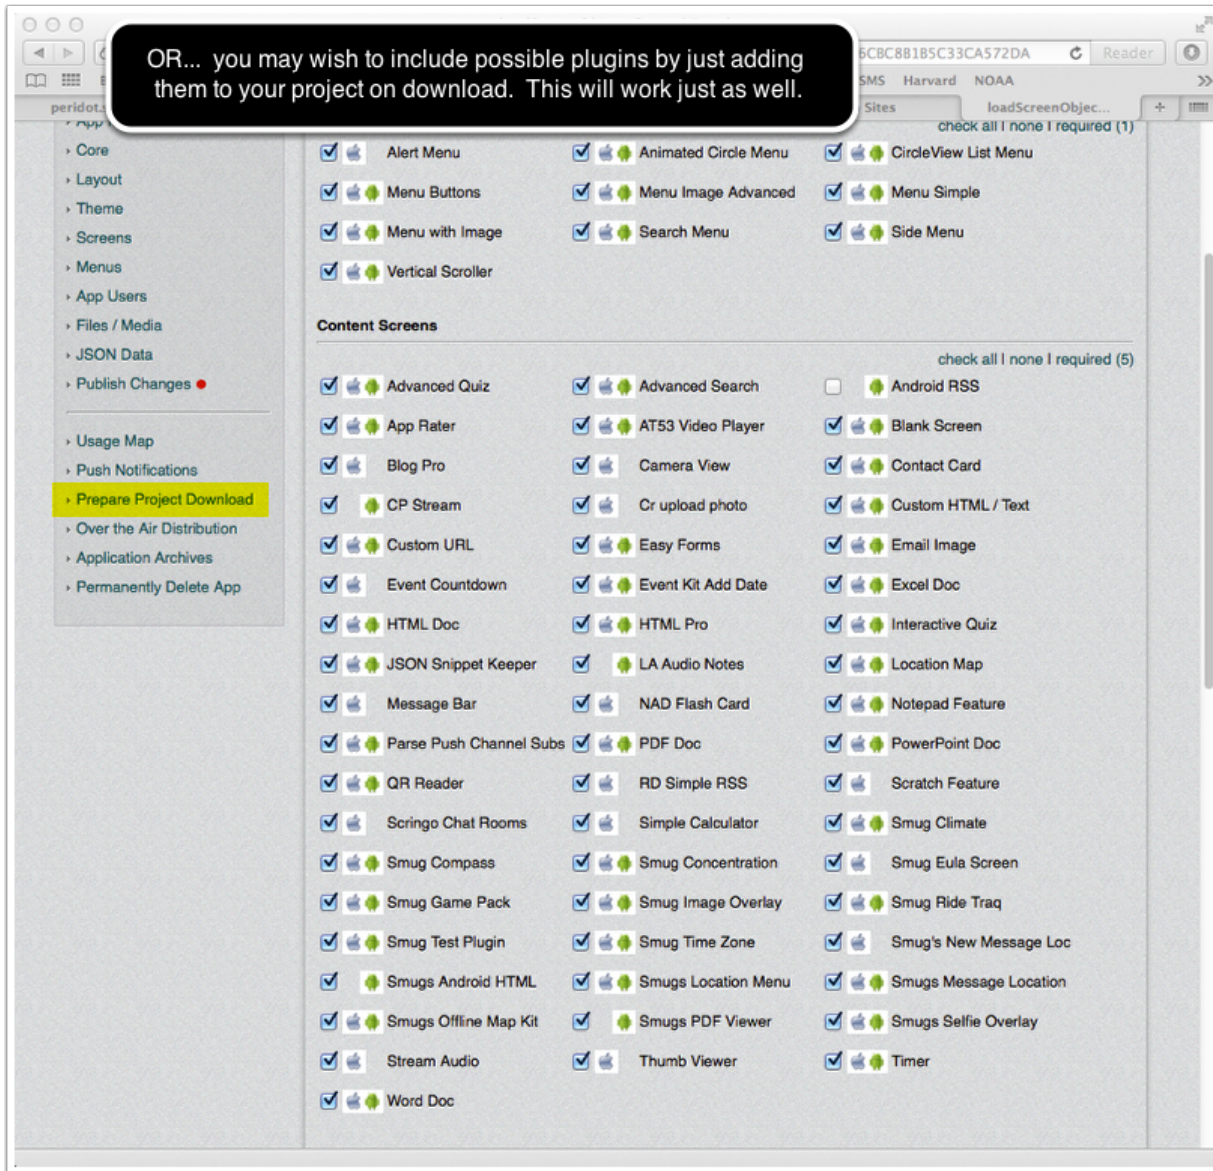 OR... you may wish to include possible plugins by just adding
them to your project on download. This will work just as well.
6CBC8B1B5C33CA572DA Reader
SMS Harvard NOAA
peridot.s Sites loadScreenObjec...
check all | none | required (1)
Core
Layout
Theme
Screens
Menus
App Users
Files / Media
JSON Data
Publish Changes
Usage Map
Push Notifications
Prepare Project Download
Over the Air Distribution
Application Archives
Permanently Delete App
Alert Menu Animated Circle Menu CircleView List Menu
Menu Buttons Menu Image Advanced Menu Simple
Menu with Image Search Menu Side Menu
Vertical Scroller
Content Screens
check all | none | required (5)
Advanced Quiz Advanced Search Android RSS
App Rater AT53 Video Player Blank Screen
Blog Pro Camera View Contact Card
CP Stream Cr upload photo Custom HTML / Text
Custom URL Easy Forms Email Image
Event Countdown Event Kit Add Date Excel Doc
HTML Doc HTML Pro Interactive Quiz
JSON Snippet Keeper LA Audio Notes Location Map
Message Bar NAD Flash Card Notepad Feature
Parse Push Channel Subs PDF Doc PowerPoint Doc
QR Reader RD Simple RSS Scratch Feature
Scringo Chat Rooms Simple Calculator Smug Climate
Smug Compass Smug Concentration Smug Eula Screen
Smug Game Pack Smug Image Overlay Smug Ride Traq
Smug Test Plugin Smug Time Zone Smug's New Message Loc
Smugs Android HTML Smugs Location Menu Smugs Message Location
Smugs Offline Map Kit Smugs PDF Viewer Smugs Selfie Overlay
Stream Audio Thumb Viewer Timer
Word Doc